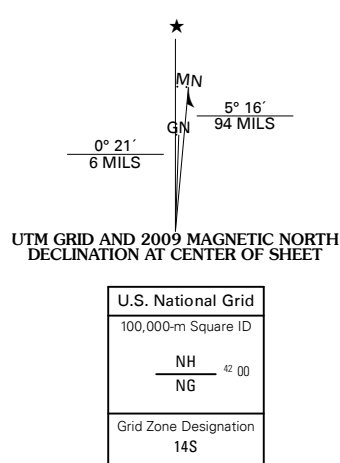 ★
MN
5° 16´
94 MILS
GN
0° 21´
6 MILS
UTM GRID AND 2009 MAGNETIC NORTH
DECLINATION AT CENTER OF SHEET
U.S. National Grid
100,000-m Square ID
NH
42 00
NG
Grid Zone Designation
14S